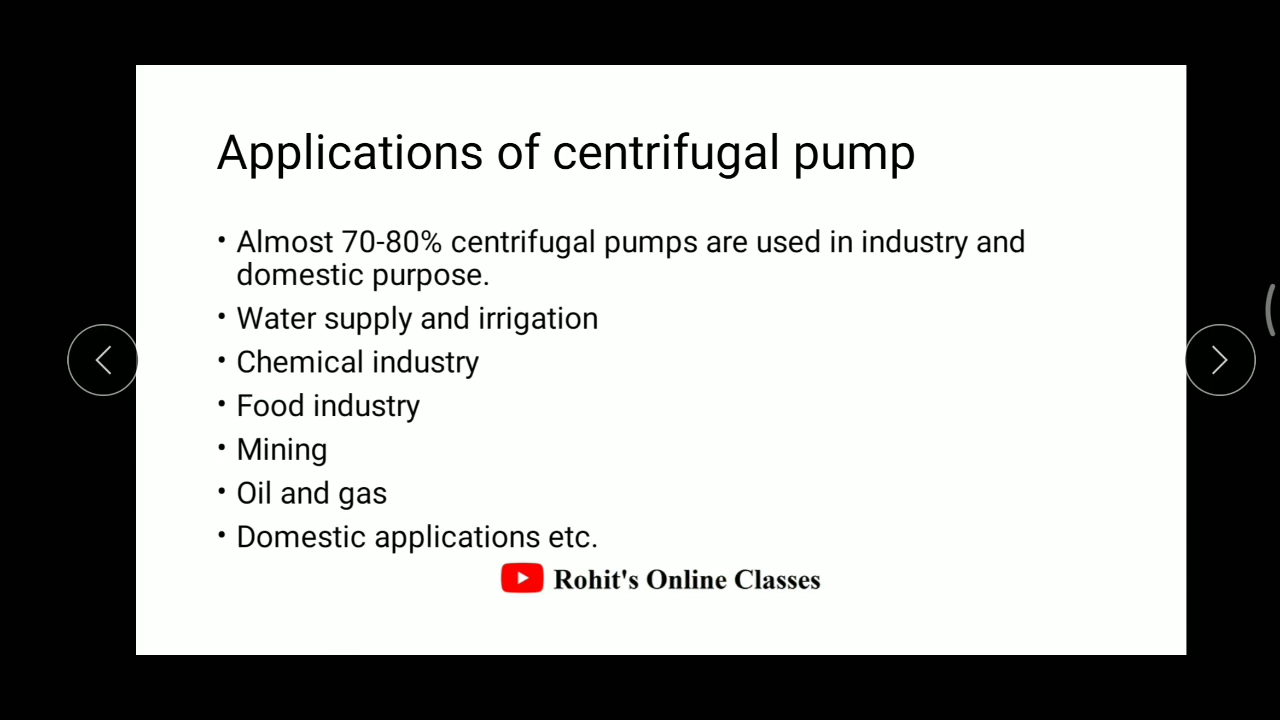 Applications of centrifugal pump
• Almost 70-80% centrifugal pumps are used in industry and
domestic purpose.
• Water supply and irrigation
• Chemical industry
• Food industry
• Mining
• Oil and gas
• Domestic applications etc.
Rohit's Online Classes